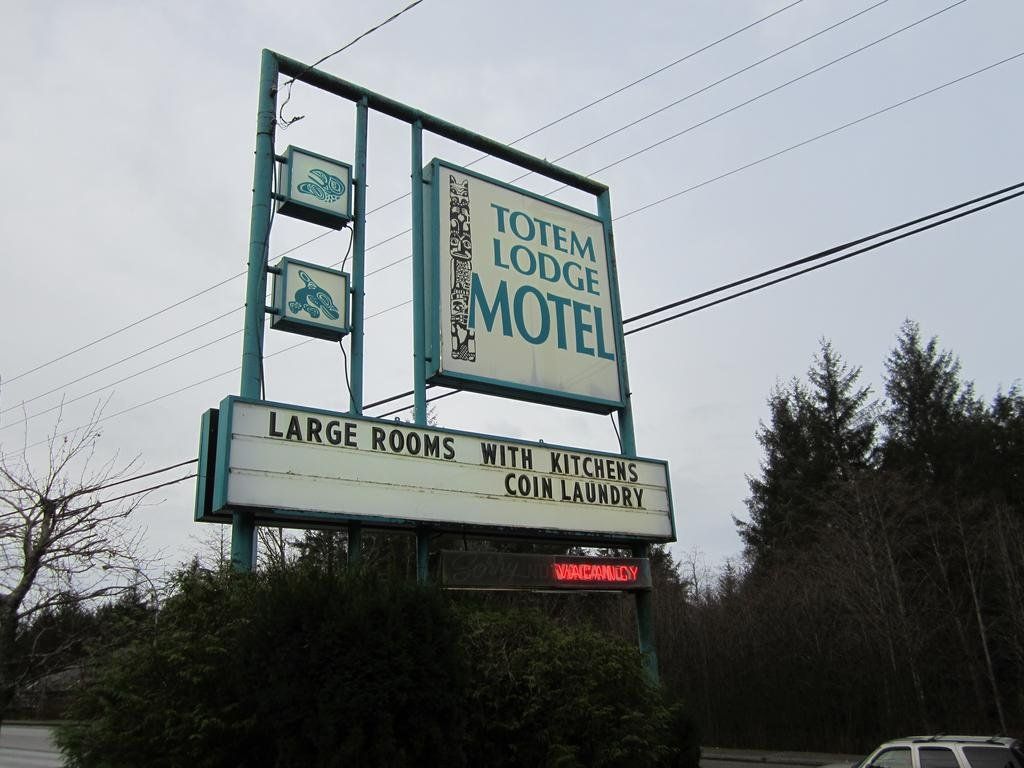 TOTEM
LODGE
MOTEL
LARGE ROOMS WITH KITCHENS
COIN LAUNDRY
VACANCY